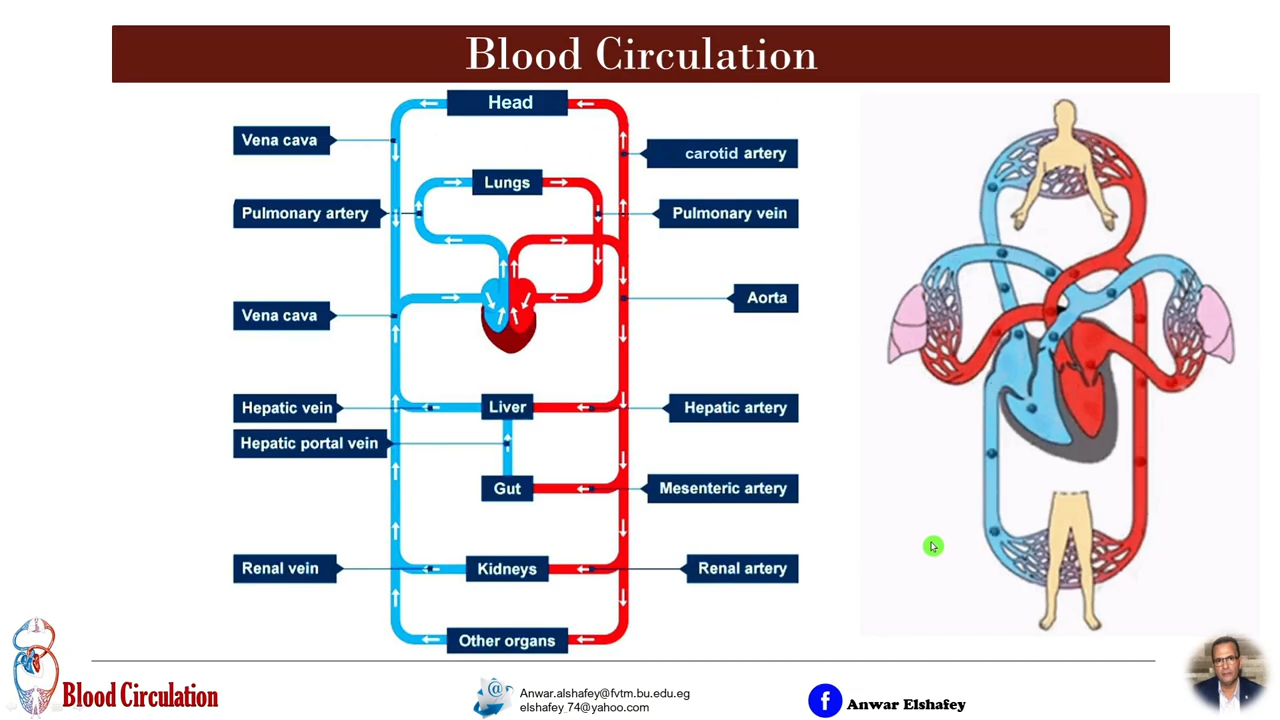 Blood Circulation
Head
Vena cava
carotid artery
Lungs
Pulmonary artery
Pulmonary vein
Aorta
Vena cava
Hepatic vein
Liver
Hepatic artery
Hepatic portal vein
Gut
Mesenteric artery
Renal vein
Kidneys
Renal artery
Other organs
Blood Circulation
Anwar.alshafey@fvtm.bu.edu.eg
elshafey_74@yahoo.com
f
Anwar Elshafey